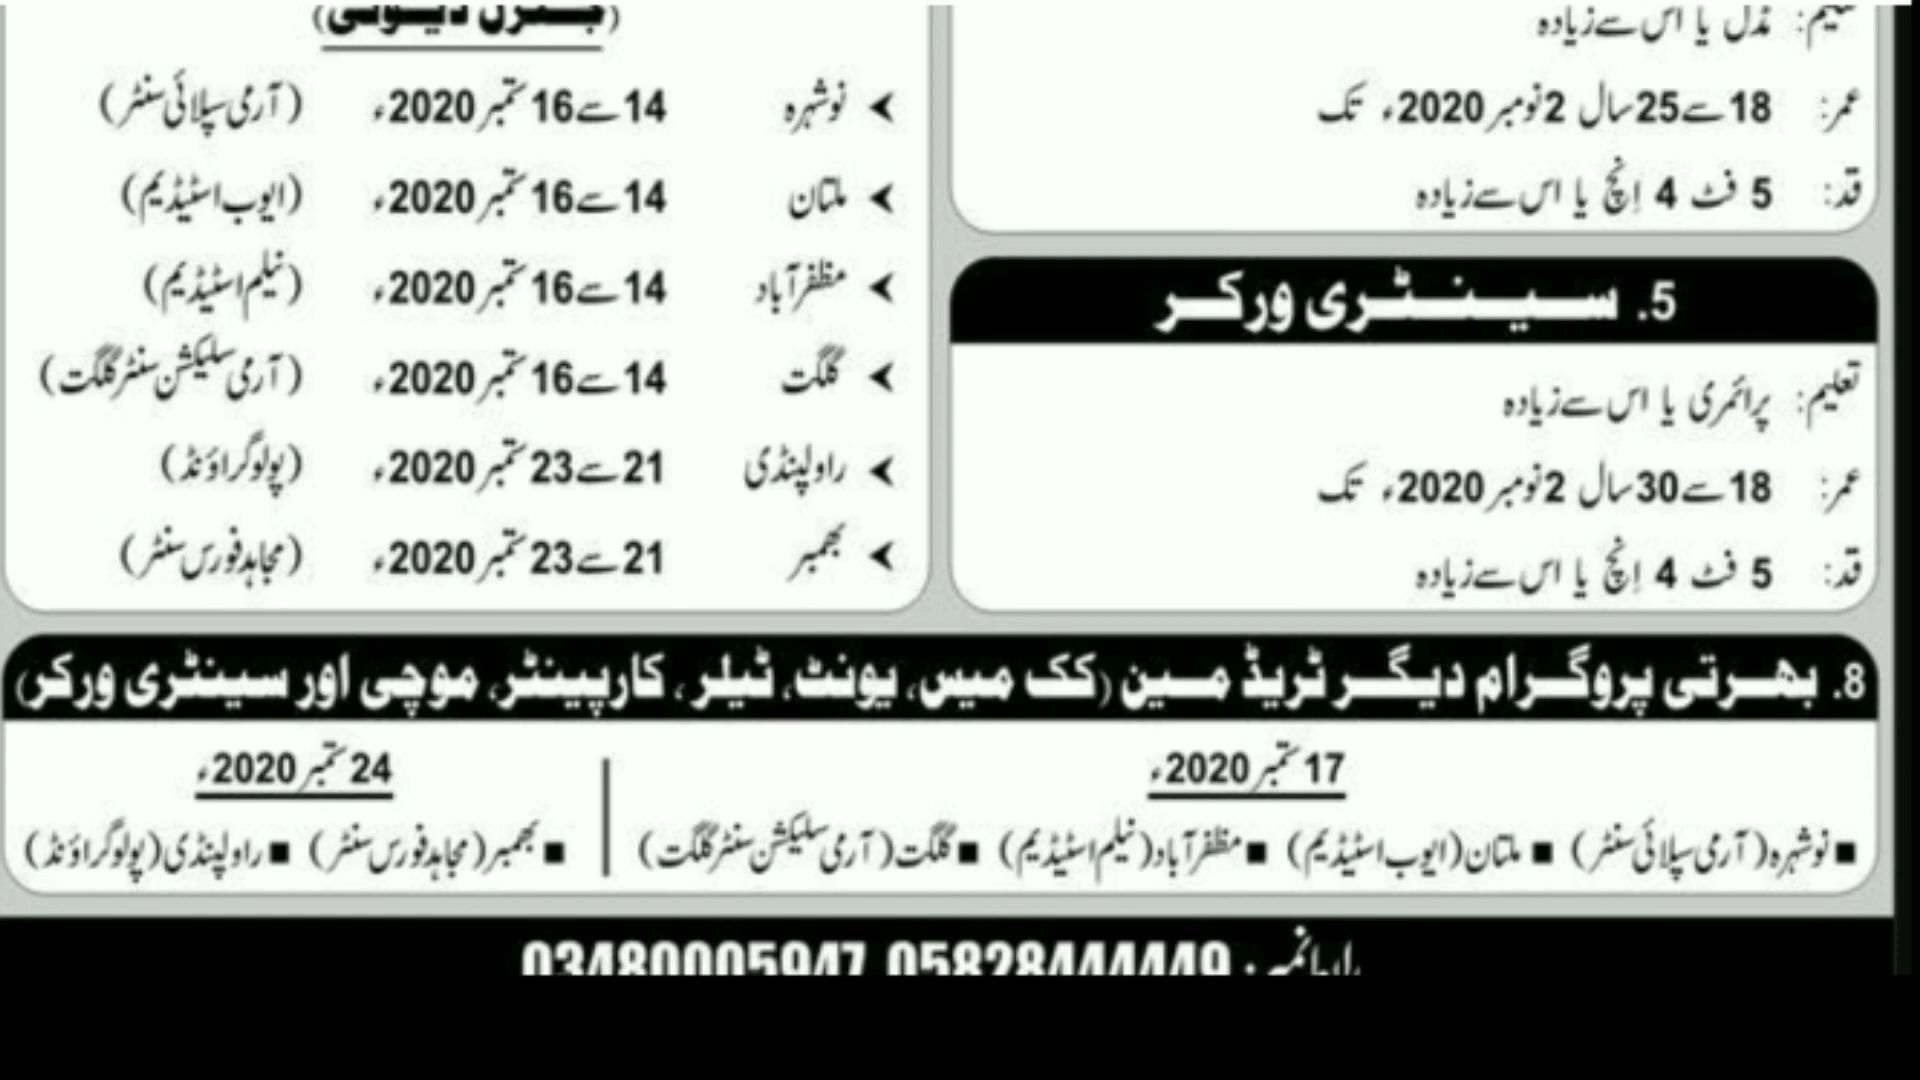 تعلیم: مڈل یا اس سے زیادہ
عمر: 18 سے 25 سال 2 نومبر 2020ء تک
قد: 5 فٹ 4 اِنچ یا اس سے زیادہ
5. سینٹری ورکر
تعلیم: پرائمری یا اس سے زیادہ
عمر: 18 سے 30 سال 2 نومبر 2020ء تک
قد: 5 فٹ 4 اِنچ یا اس سے زیادہ
(جنرل ڈیوٹی)
نوشہرہ 14 سے 16 ستمبر 2020ء (آرمی سپلائی سنٹر)
ملتان 14 سے 16 ستمبر 2020ء (ایوب اسٹیڈیم)
مظفرآباد 14 سے 16 ستمبر 2020ء (نیلم اسٹیڈیم)
گلگت 14 سے 16 ستمبر 2020ء (آرمی سلیکشن سنٹر گلگت)
راولپنڈی 21 سے 23 ستمبر 2020ء (پولو گراؤنڈ)
بھمبر 21 سے 23 ستمبر 2020ء (مجاہد فورس سنٹر)
8. بھرتی پروگرام دیگر ٹریڈ مین (کک میس، یونٹ، ٹیلر، کارپینٹر، موچی اور سینٹری ورکر)
17 ستمبر 2020ء
■ نوشہرہ (آرمی سپلائی سنٹر) ■ ملتان (ایوب اسٹیڈیم) ■ مظفرآباد (نیلم اسٹیڈیم) ■ گلگت (آرمی سلیکشن سنٹر گلگت)
24 ستمبر 2020ء
■ بھمبر (مجاہد فورس سنٹر) ■ راولپنڈی (پولو گراؤنڈ)
05828444449, 03480005947